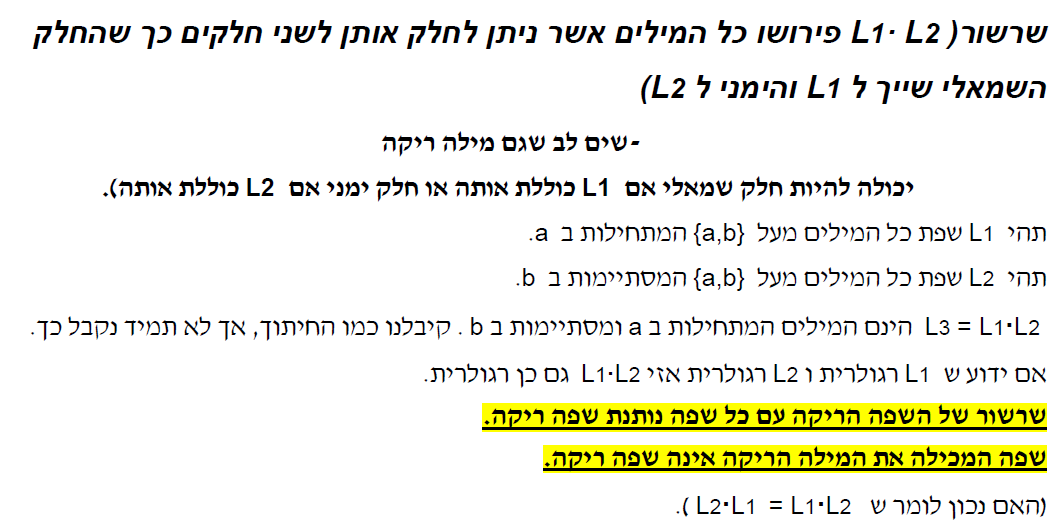 שרשור( L1· L2 פירושו כל המילים אשר ניתן לחלק אותן לשני חלקים כך שהחלק
השמאלי שייך ל L1 והימני ל L2)
-שים לב שגם מילה ריקה
יכולה להיות חלק שמאלי אם L1 כוללת אותה או חלק ימני אם L2 כוללת אותה).
תהי L1 שפת כל המילים מעל {a,b} המתחילות ב a.
תהי L2 שפת כל המילים מעל {a,b} המסתיימות ב b.
L3 = L1·L2 הינם המילים המתחילות ב a ומסתיימות ב b . קיבלנו כמו החיתוך, אך לא תמיד נקבל כך.
אם ידוע ש L1 רגולרית ו L2 רגולרית אזי L1·L2 גם כן רגולרית.
שרשור של השפה הריקה עם כל שפה נותנת שפה ריקה.
שפה המכילה את המילה הריקה אינה שפה ריקה.
(האם נכון לומר ש L2·L1 = L1·L2 ).